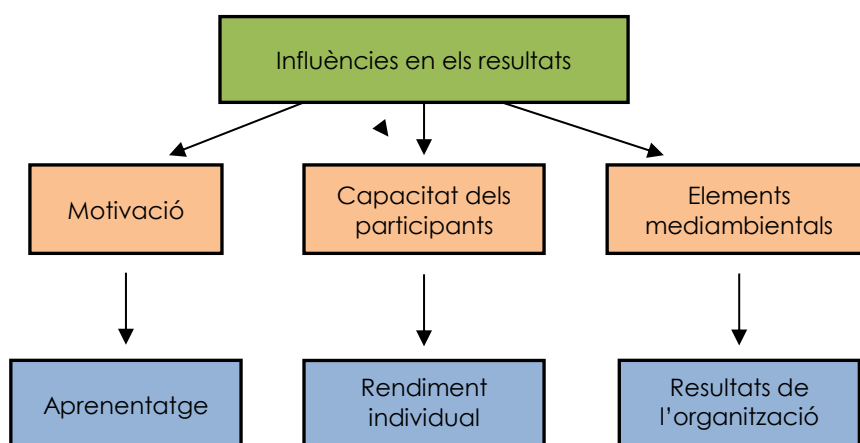 Influències en els resultats
Motivació
Capacitat dels
participants
Elements
mediambientals
Aprenentatge
Rendiment
individual
Resultats de
l’organització